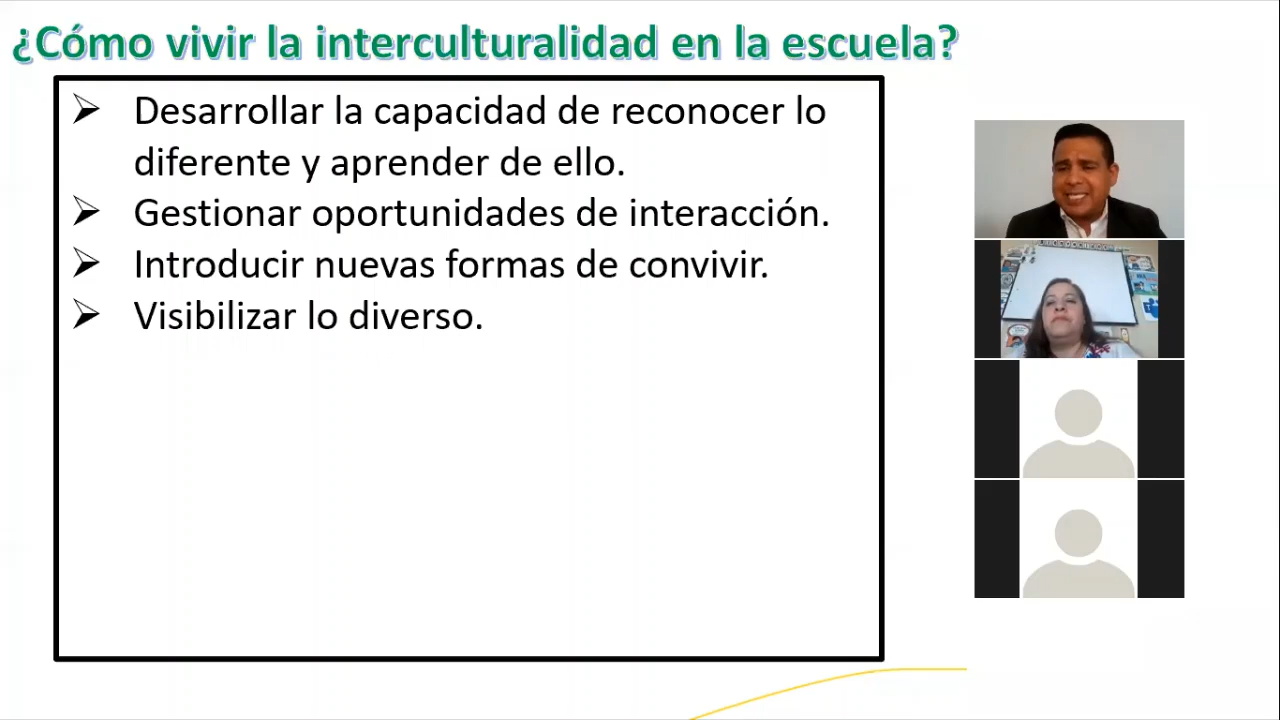 ¿Cómo vivir la interculturalidad en la escuela?
➢ Desarrollar la capacidad de reconocer lo
diferente y aprender de ello.
➢ Gestionar oportunidades de interacción.
➢ Introducir nuevas formas de convivir.
➢ Visibilizar lo diverso.